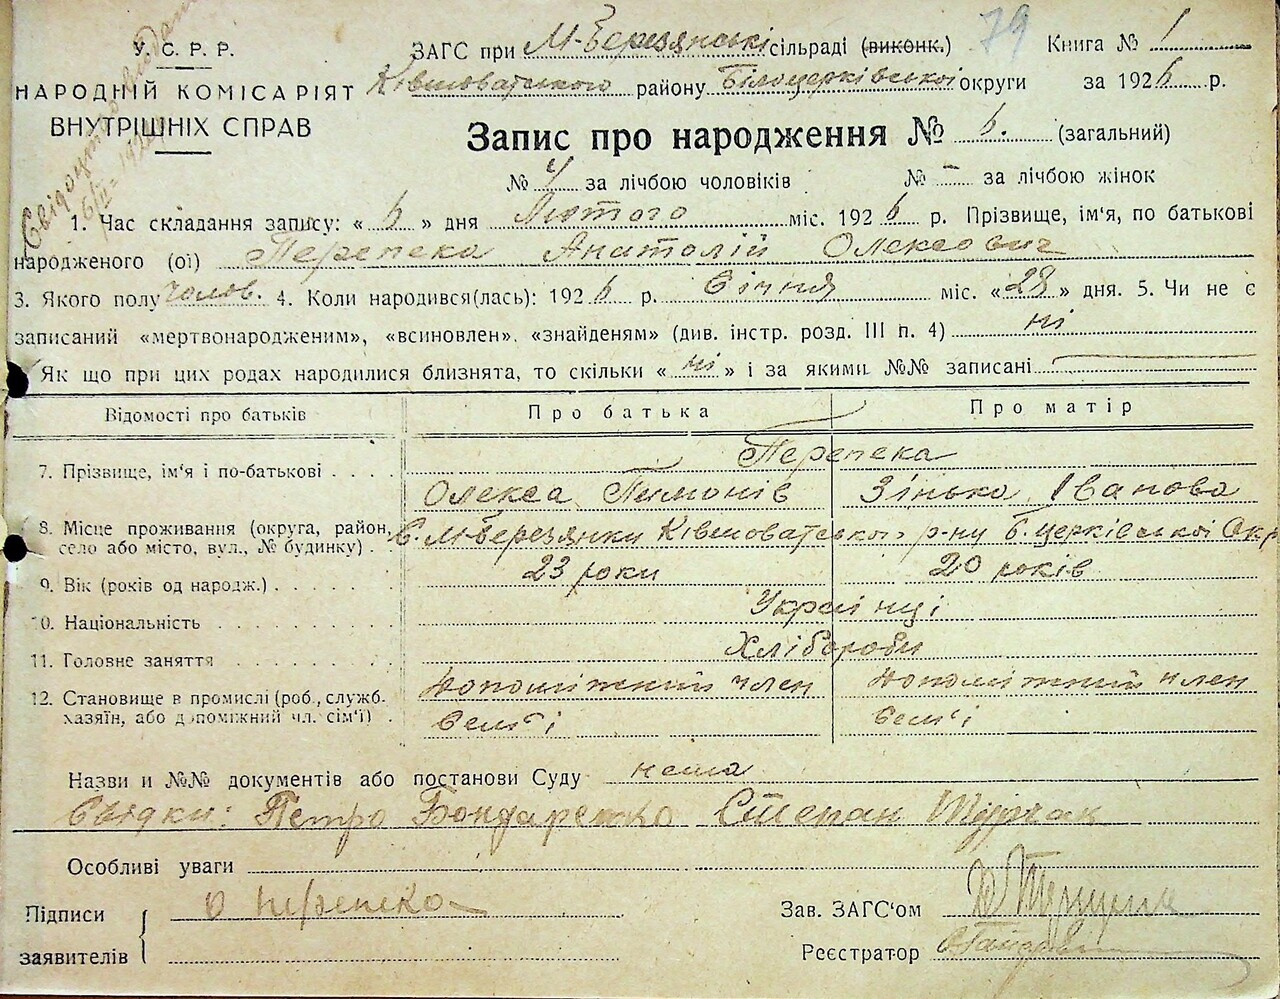 У. С. Р. Р.
НАРОДНІЙ КОМІСАРІЯТ
ВНУТРІШНІХ СПРАВ
ЗАГС при М-Березянські сільраді (виконк.) 79 Книга № 1
Ківшоватського району Білоцерківської округи за 1926 р.
Запис про народження № 6. (загальний)
№ 4 за лічбою чоловіків № - за лічбою жінок
1. Час складання запису: « 6 » дня Лютого міс. 1926 р. Прізвище, ім'я, по батькові
народженого (ої) Перепека Анатолій Олексович
3. Якого полу чолов. 4. Коли народився(лась): 1926 р. Січня міс. «28» дня. 5. Чи не є
записаний «мертвонародженим», «всиновлен», «знайденям» (див. інстр. розд. III п. 4) ні
Як що при цих родах народилися близнята, то скільки « ні » і за якими №№ записані
Відомості про батьків Про батька Про матір
7. Прізвище, ім'я і по-батькові Перепека
Олекса Пимонів Зінька Іванова
8. Місце проживання (округа, район, село або місто, вул., № будинку) с. М-Березянки Ківшоватського р-ну Б. церківської Окр
9. Вік (років од народж.) 23 роки 20 років
10. Національність Українці
11. Головне заняття Хлібороби
12. Становище в промислі (роб., служб. Допоміжний член Допоміжний член
хазяїн, або допоміжний чл. сім'ї) Семʼї Семʼї
Назви и №№ документів або постанови Суду нема
Свідки: Петро Бондаренко Степан
Особливі уваги
Підписи О Перепека Зав. ЗАГС'ом
заявителів Реєстратор